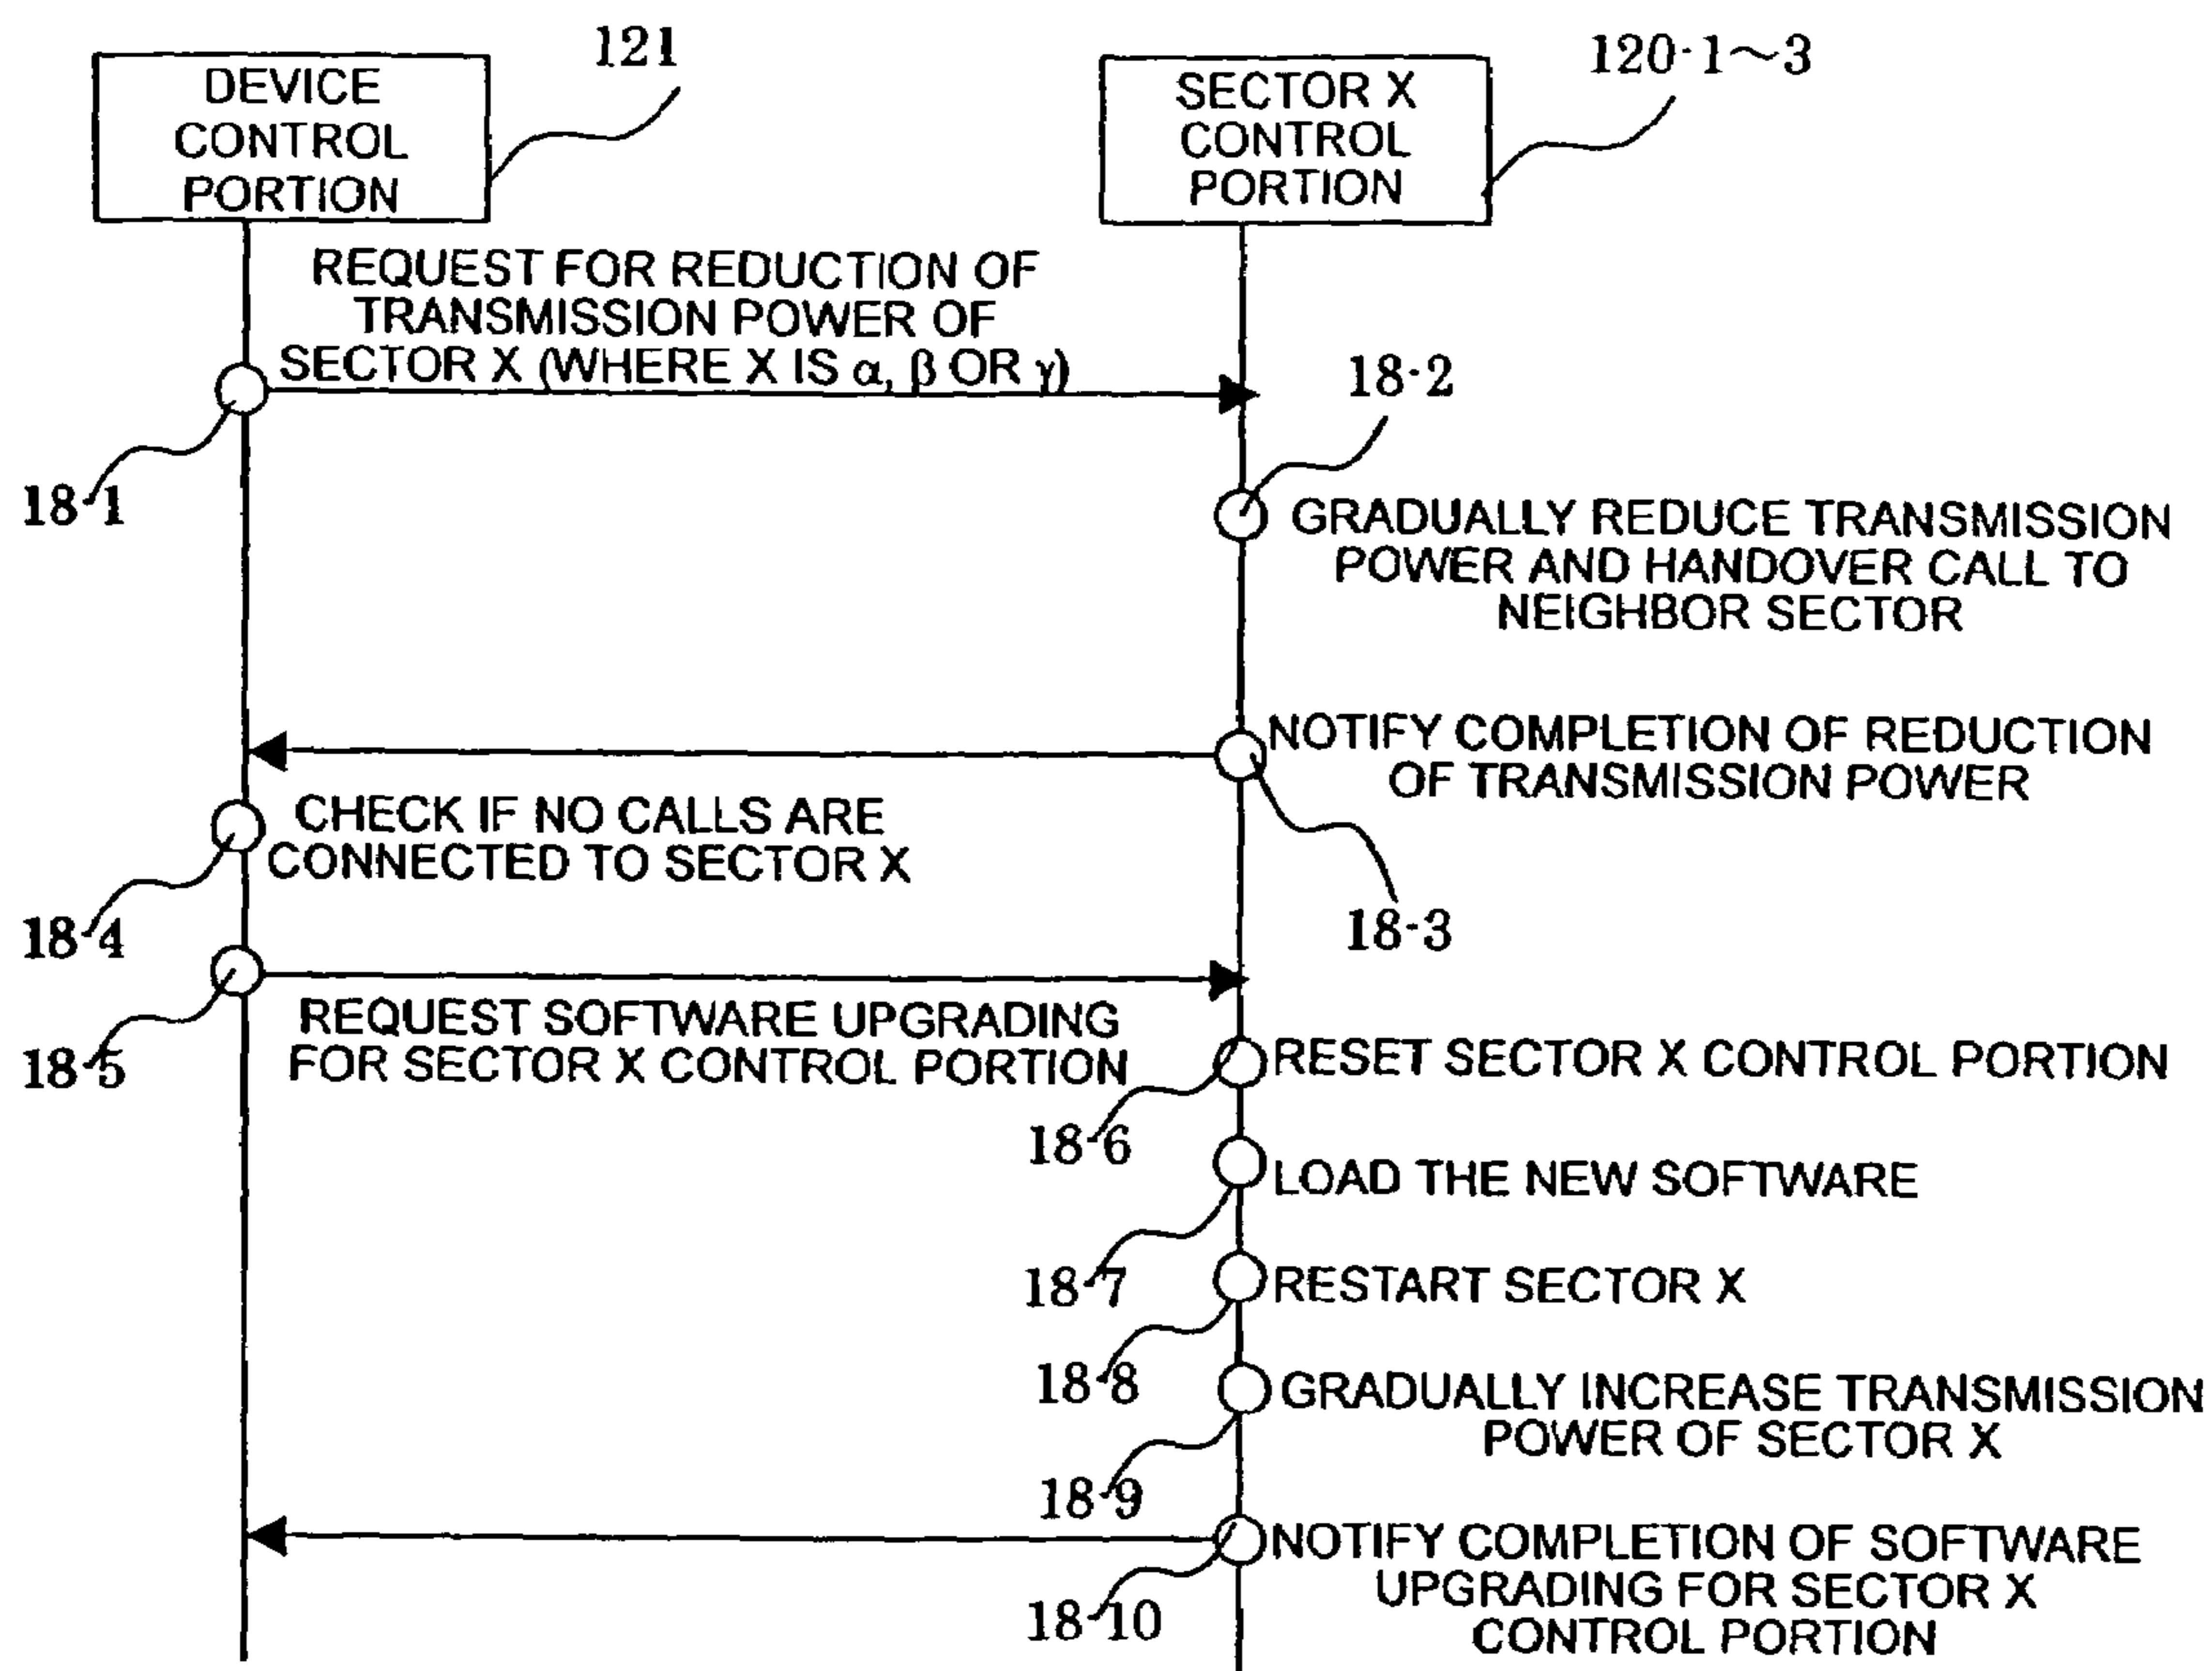 121
120-1~3
DEVICE
CONTROL
PORTION
SECTOR X
CONTROL
PORTION
REQUEST FOR REDUCTION OF
TRANSMISSION POWER OF
SECTOR X (WHERE X IS α, β OR γ)
18-1
18-2
GRADUALLY REDUCE TRANSMISSION
POWER AND HANDOVER CALL TO
NEIGHBOR SECTOR
NOTIFY COMPLETION OF REDUCTION
OF TRANSMISSION POWER
18-3
CHECK IF NO CALLS ARE
CONNECTED TO SECTOR X
18-4
18-5
REQUEST SOFTWARE UPGRADING
FOR SECTOR X CONTROL PORTION
RESET SECTOR X CONTROL PORTION
18-6
LOAD THE NEW SOFTWARE
18-7
RESTART SECTOR X
18-8
GRADUALLY INCREASE TRANSMISSION
POWER OF SECTOR X
18-9
NOTIFY COMPLETION OF SOFTWARE
UPGRADING FOR SECTOR X
CONTROL PORTION
18-10